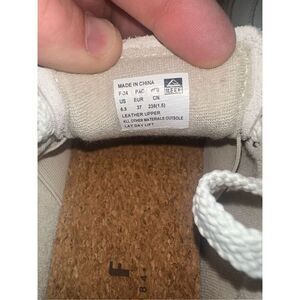 MADE IN CHINA
F-24 PAC
US EUR CN
6.5 37 235(1.5)
LEATHER UPPER
ALL OTHER MATERIALS OUTSOLE
F